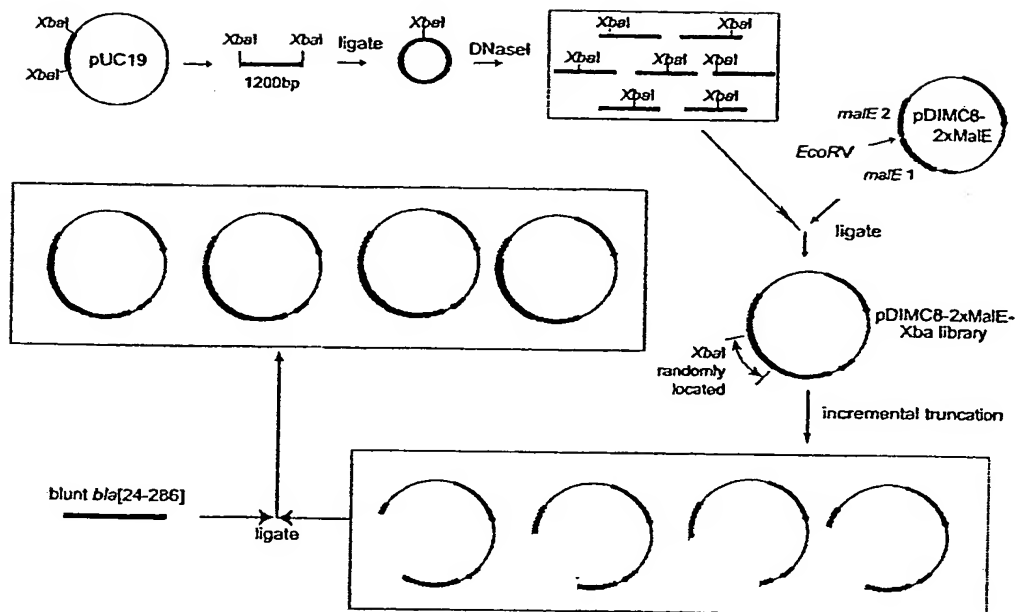 XbaI
XbaI
pUC19
XbaI XbaI
1200bp
ligate
XbaI
DNaseI
XbaI XbaI
XbaI XbaI XbaI
XbaI XbaI
malE 2
pDIMC8-
2xMalE
EcoRV
malE 1
ligate
pDIMC8-2xMalE-
Xba library
XbaI
randomly
located
incremental truncation
blunt bla[24-286]
ligate